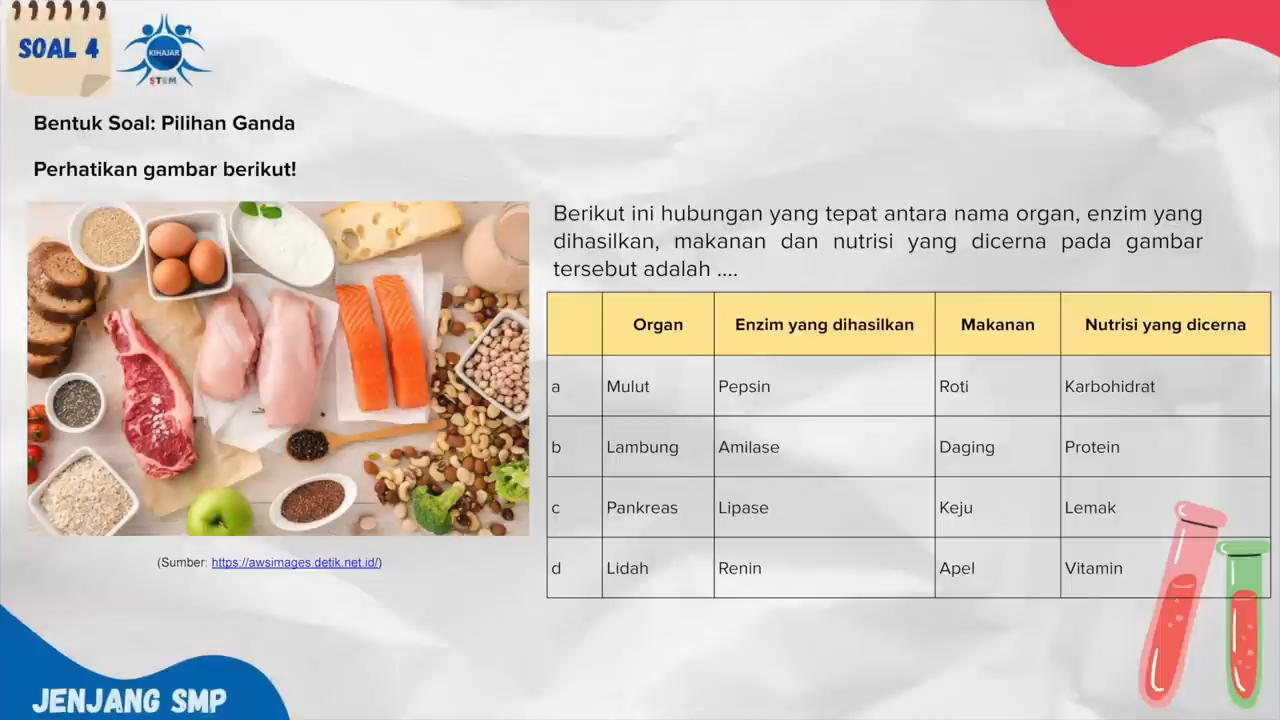 SOAL 4
KIHAJAR
STEM
Bentuk Soal: Pilihan Ganda
Perhatikan gambar berikut!
Berikut ini hubungan yang tepat antara nama organ, enzim yang
dihasilkan, makanan dan nutrisi yang dicerna pada gambar
tersebut adalah ....
Organ Enzim yang dihasilkan Makanan Nutrisi yang dicerna
a Mulut Pepsin Roti Karbohidrat
b Lambung Amilase Daging Protein
c Pankreas Lipase Keju Lemak
d Lidah Renin Apel Vitamin
(Sumber: https://awsimages.detik.net.id/)
JENJANG SMP